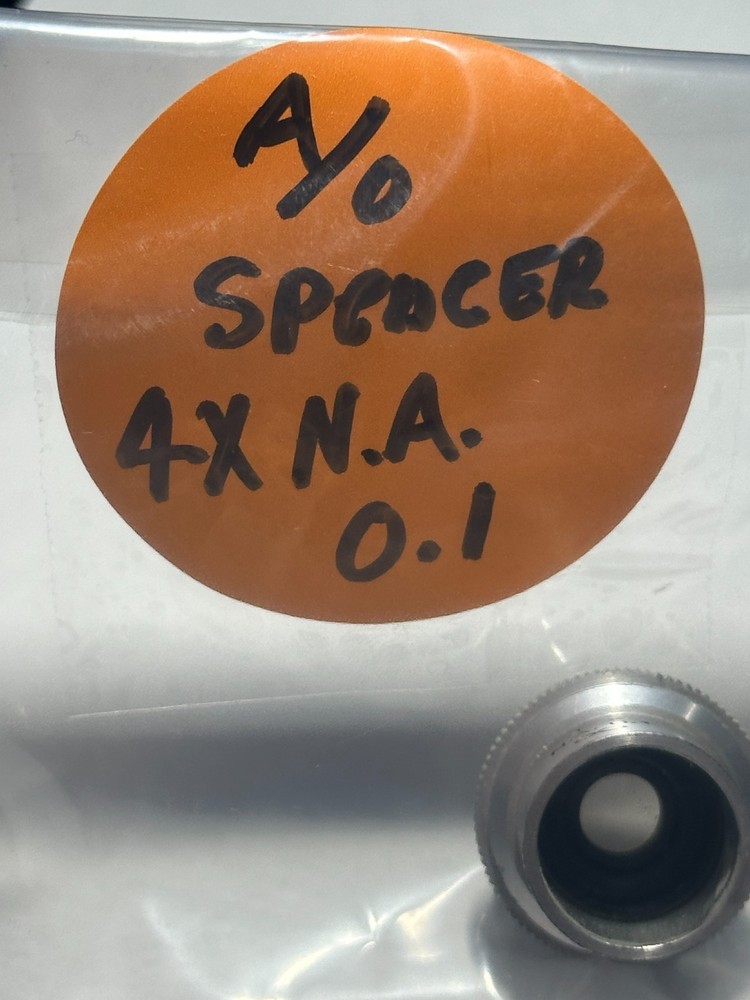 A/O
SPENCER
4X N.A.
0.1